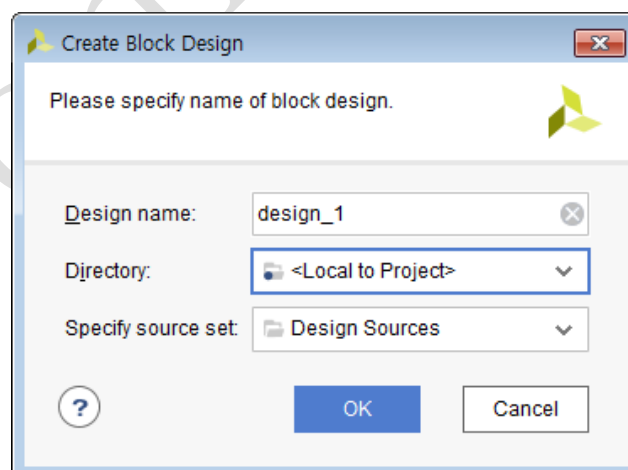 Create Block Design
Please specify name of block design.
Design name: design_1
Directory: <Local to Project>
Specify source set: Design Sources
? OK Cancel